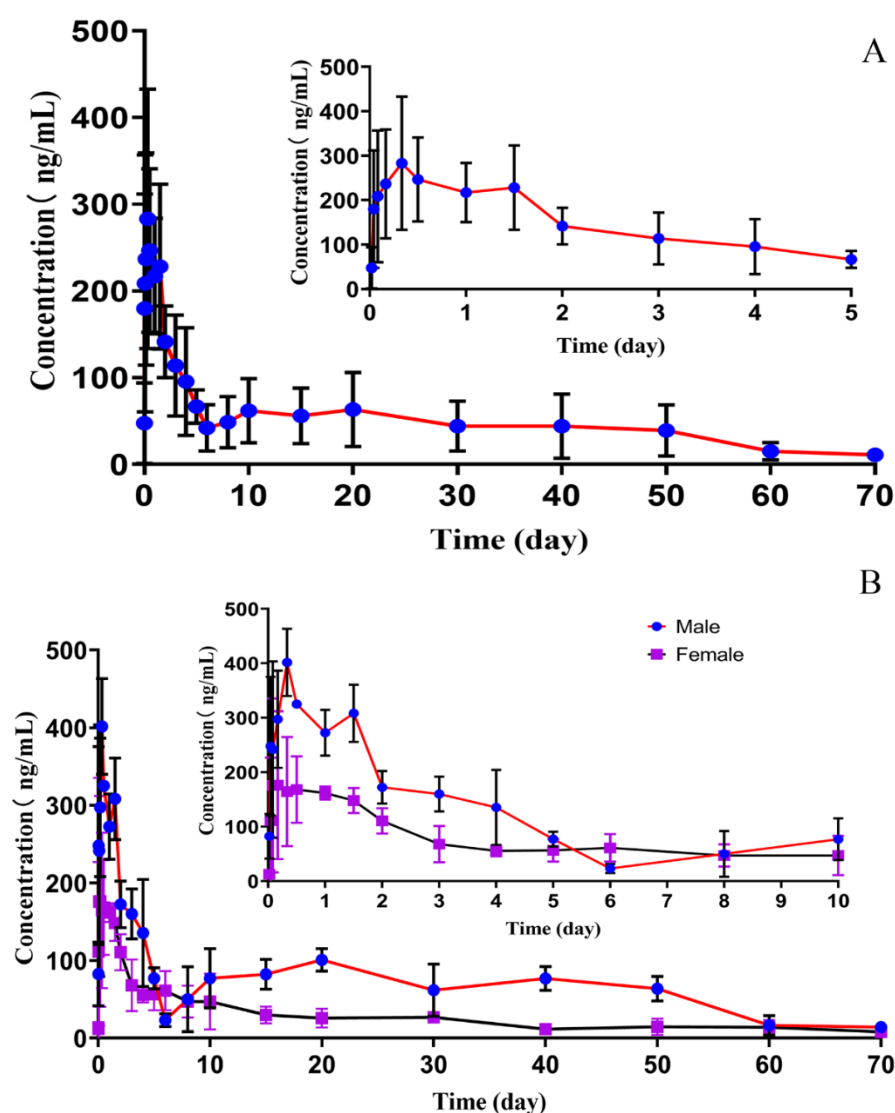 A
Concentration ( ng/mL)
500
400
300
200
100
0
0 10 20 30 40 50 60 70
Time (day)
Concentration ( ng/mL)
500
400
300
200
100
0
0 1 2 3 4 5
Time (day)
B
Concentration ( ng/mL)
500
400
300
200
100
0
0 10 20 30 40 50 60 70
Time (day)
Concentration ( ng/mL)
500
400
300
200
100
0
0 1 2 3 4 5 6 7 8 9 10
Time (day)
Male
Female